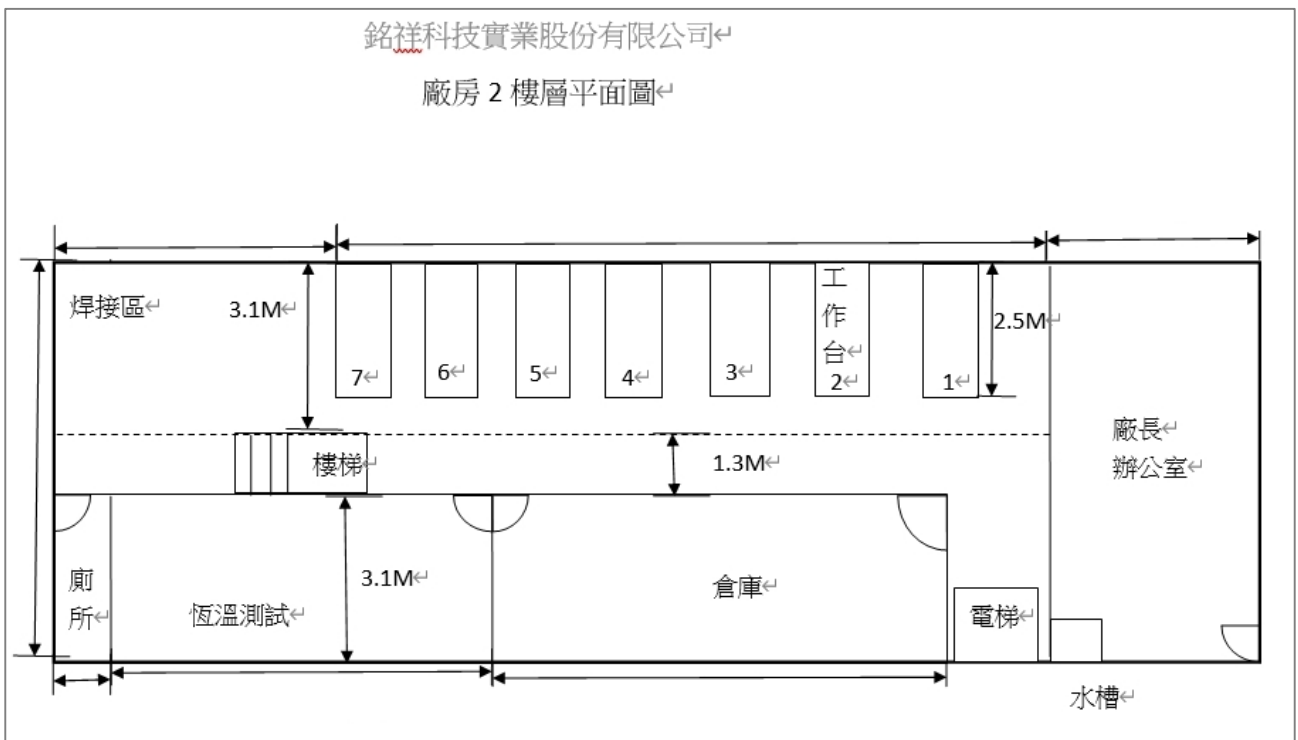 銘祥科技實業股份有限公司
廠房 2 樓層平面圖
焊接區
3.1M
7
6
5
4
3
工
作
台
2
1
2.5M
廠長
辦公室
樓梯
1.3M
廁
所
恆溫測試
3.1M
倉庫
電梯
水槽